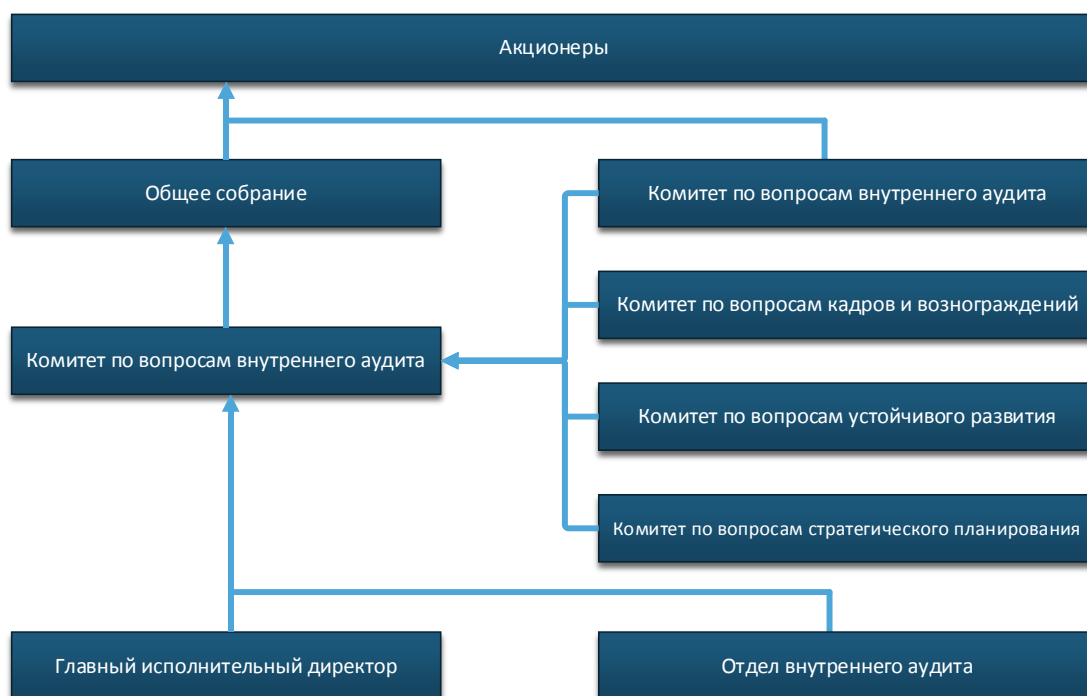 Акционеры
Общее собрание
Комитет по вопросам внутреннего аудита
Комитет по вопросам кадров и вознограждений
Комитет по вопросам внутреннего аудита
Комитет по вопросам устойчивого развития
Комитет по вопросам стратегического планирования
Главный исполнительный директор
Отдел внутреннего аудита